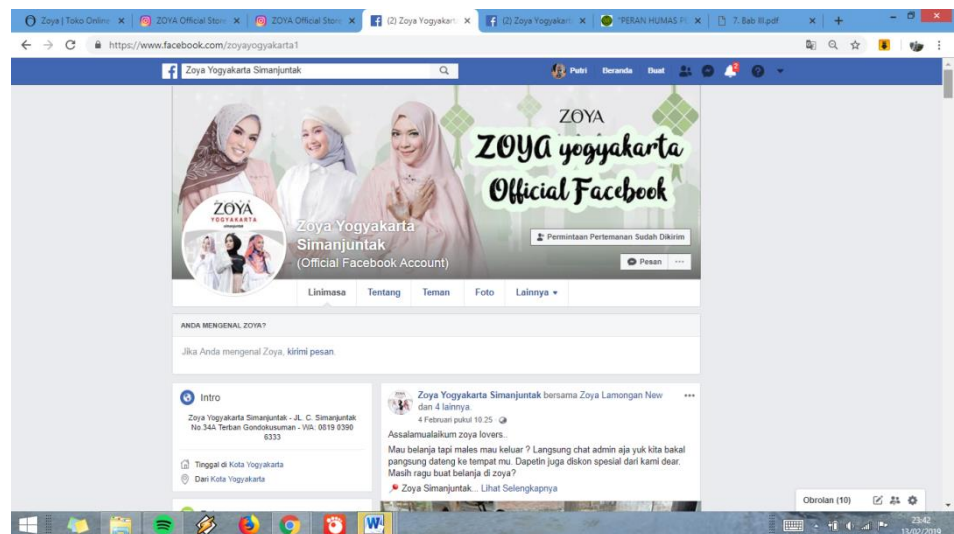 Zoya | Toko Online
ZOYA Official Store
ZOYA Official Store
(2) Zoya Yogyakarta
(2) Zoya Yogyakarta
"PERAN HUMAS P
7. Bab III.pdf
https://www.facebook.com/zoyayogyakarta1
Zoya Yogyakarta Simanjuntak
Putri Beranda Buat
2
ZOYA
ZOYA yogyakarta
Official Facebook
ZOYA
YOGYAKARTA
simanjuntak
Zoya Yogyakarta
Simanjuntak
(Official Facebook Account)
Permintaan Pertemanan Sudah Dikirim
Pesan
Linimasa Tentang Teman Foto Lainnya
ANDA MENGENAL ZOYA?
Jika Anda mengenal Zoya, kirimi pesan.
Intro
Zoya Yogyakarta Simanjuntak - JL. C. Simanjuntak
No.34A Terban Gondokusuman - WA: 0819 0390
6333
Tinggal di Kota Yogyakarta
Dari Kota Yogyakarta
Zoya Yogyakarta Simanjuntak bersama Zoya Lamongan New
dan 4 lainnya.
4 Februari pukul 10.25
Assalamualaikum zoya lovers..
Mau belanja tapi males mau keluar ? Langsung chat admin aja yuk kita bakal
pangsung dateng ke tempat mu. Dapetin juga diskon spesial dari kami dear.
Masih ragu buat belanja di zoya?
Zoya Simanjuntak... Lihat Selengkapnya
Obrolan (10)
23:42
13/02/2019